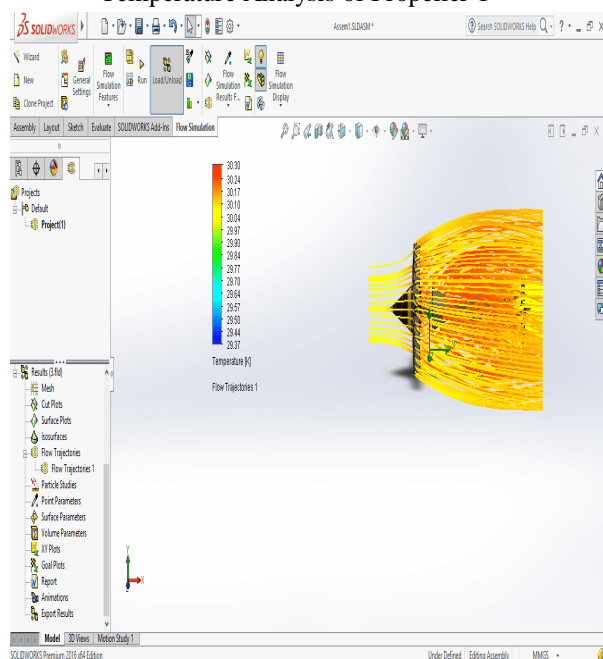 Temperature Analysis of Propeller-1
3S SOLIDWORKS
Assem1.SLDASM *
Search SOLIDWORKS Help
Wizard
New
Clone Project
General Settings
Flow Simulation Features
Run
Load/Unload
Flow Simulation Results F...
Flow Simulation Display
Assembly Layout Sketch Evaluate SOLIDWORKS Add-Ins Flow Simulation
Projects
Default
Project(1)
30.30
30.24
30.17
30.10
30.04
29.97
29.90
29.84
29.77
29.70
29.64
29.57
29.50
29.44
29.37
Temperature [K]
Flow Trajectories 1
Results (3.fld)
Mesh
Cut Plots
Surface Plots
Isosurfaces
Flow Trajectories
Flow Trajectories 1
Particle Studies
Point Parameters
Surface Parameters
Volume Parameters
XY Plots
Goal Plots
Report
Animations
Export Results
Y
X
Model 3D Views Motion Study 1
SOLIDWORKS Premium 2016 x64 Edition
Under Defined Editing Assembly MMGS